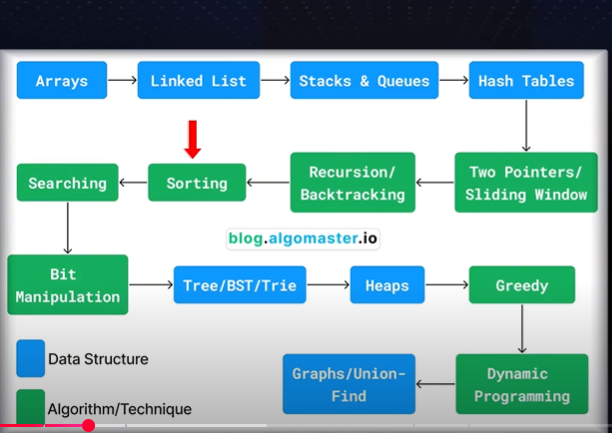 Arrays
Linked List
Stacks & Queues
Hash Tables
Two Pointers/
Sliding Window
Recursion/
Backtracking
Sorting
Searching
blog.algomaster.io
Bit
Manipulation
Tree/BST/Trie
Heaps
Greedy
Dynamic
Programming
Graphs/Union-
Find
Data Structure
Algorithm/Technique